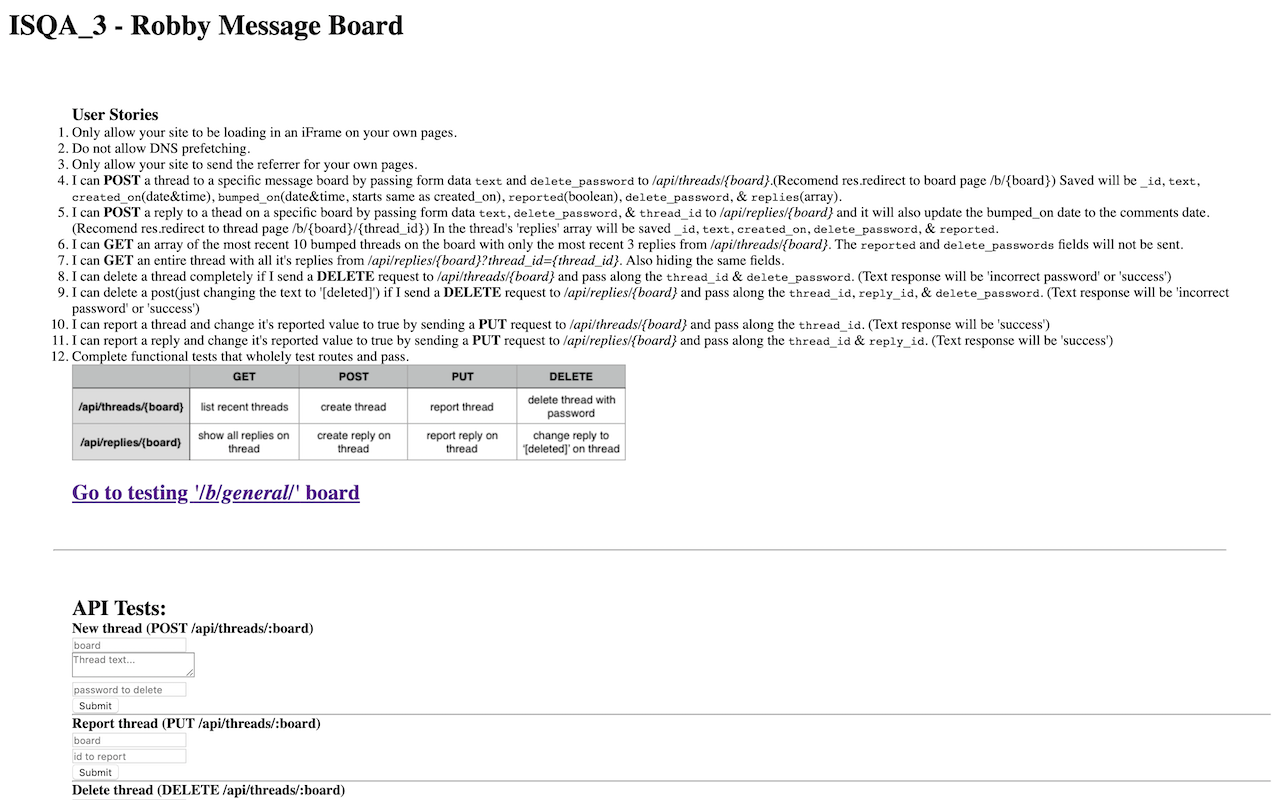 ISQA_3 - Robby Message Board
User Stories
1. Only allow your site to be loading in an iFrame on your own pages.
2. Do not allow DNS prefetching.
3. Only allow your site to send the referrer for your own pages.
4. I can POST a thread to a specific message board by passing form data text and delete_password to /api/threads/{board}.(Recomend res.redirect to board page /b/{board}) Saved will be _id, text,
created_on(date&time), bumped_on(date&time, starts same as created_on), reported(boolean), delete_password, & replies(array).
5. I can POST a reply to a thead on a specific board by passing form data text, delete_password, & thread_id to /api/replies/{board} and it will also update the bumped_on date to the comments date.
(Recomend res.redirect to thread page /b/{board}/{thread_id}) In the thread's 'replies' array will be saved _id, text, created_on, delete_password, & reported.
6. I can GET an array of the most recent 10 bumped threads on the board with only the most recent 3 replies from /api/threads/{board}. The reported and delete_passwords fields will not be sent.
7. I can GET an entire thread with all it's replies from /api/replies/{board}?thread_id={thread_id}. Also hiding the same fields.
8. I can delete a thread completely if I send a DELETE request to /api/threads/{board} and pass along the thread_id & delete_password. (Text response will be 'incorrect password' or 'success')
9. I can delete a post(just changing the text to '[deleted]') if I send a DELETE request to /api/replies/{board} and pass along the thread_id, reply_id, & delete_password. (Text response will be 'incorrect
password' or 'success')
10. I can report a thread and change it's reported value to true by sending a PUT request to /api/threads/{board} and pass along the thread_id. (Text response will be 'success')
11. I can report a reply and change it's reported value to true by sending a PUT request to /api/replies/{board} and pass along the thread_id & reply_id. (Text response will be 'success')
12. Complete functional tests that wholely test routes and pass.
GET POST PUT DELETE
/api/threads/{board} list recent threads create thread report thread delete thread with password
/api/replies/{board} show all replies on thread create reply on thread report reply on thread change reply to '[deleted]' on thread
Go to testing '/b/general/' board
API Tests:
New thread (POST /api/threads/:board)
board
Thread text...
password to delete
Submit
Report thread (PUT /api/threads/:board)
board
id to report
Submit
Delete thread (DELETE /api/threads/:board)